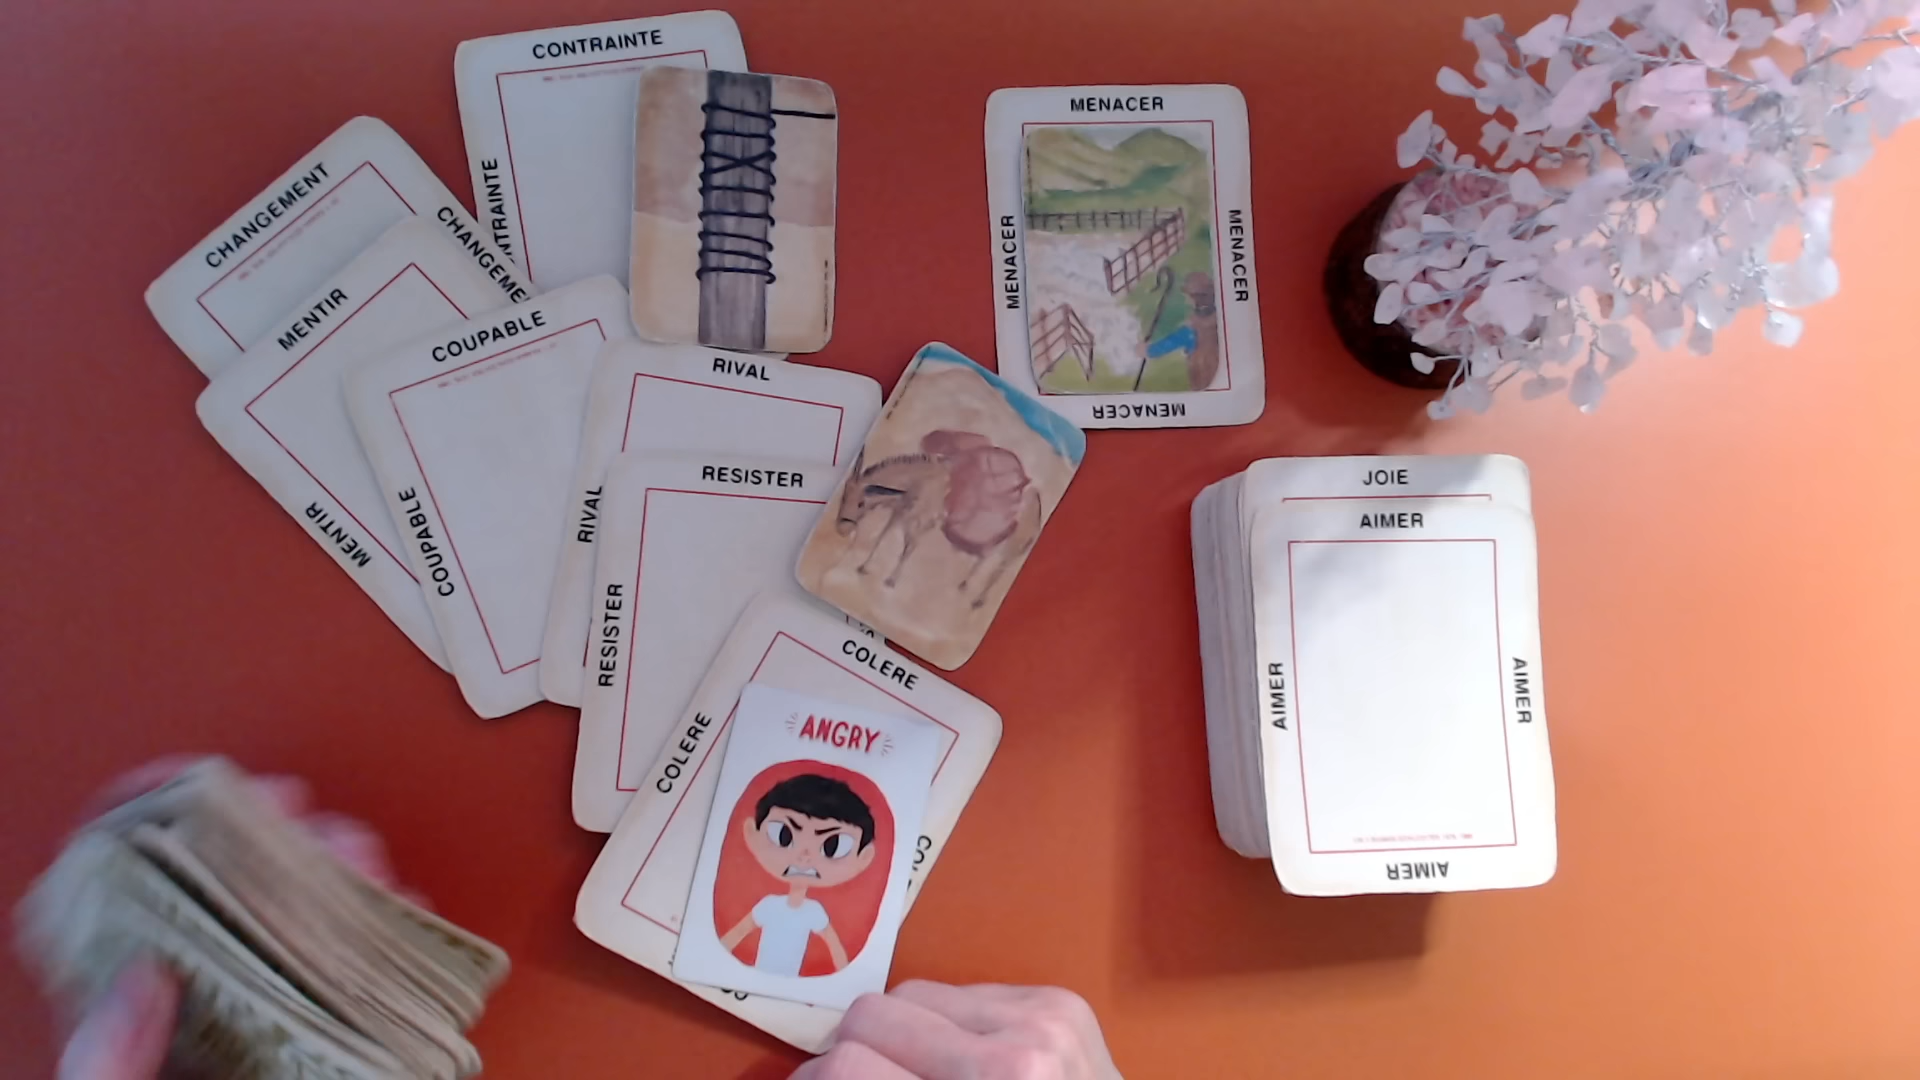 CONTRAINTE
CONTRAINTE
CHANGEMENT
CHANGEME
MENTIR
MENTIR
COUPABLE
COUPABLE
RIVAL
RIVAL
RESISTER
RESISTER
COLERE
COLERE
ANGRY
MENACER
MENACER
MENACER
MENACER
JOIE
AIMER
AIMER
AIMER
AIMER